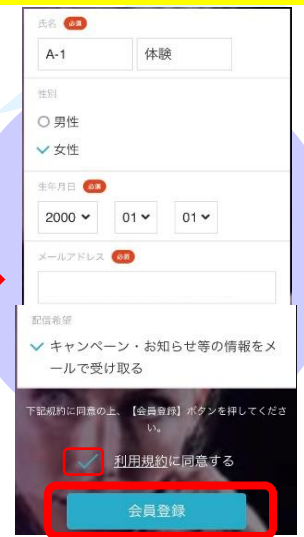 氏名 必須
A-1 体験
性別
男性
女性
生年月日 必須
2000 01 01
メールアドレス 必須
配信希望
キャンペーン・お知らせ等の情報をメ
ールで受け取る
下記規約に同意の上、【会員登録】ボタンを押してくださ
い。
利用規約に同意する
会員登録